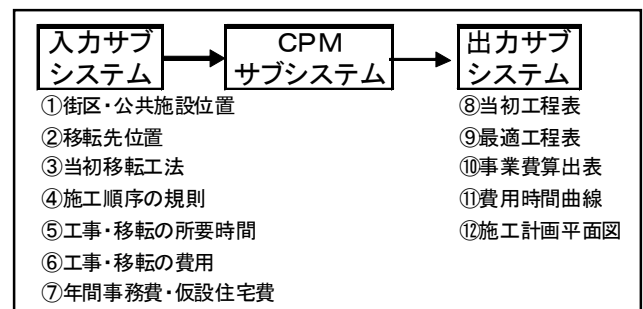 入力サブ
システム
CPM
サブシステム
出力サブ
システム
①街区・公共施設位置
②移転先位置
③当初移転工法
④施工順序の規則
⑤工事・移転の所要時間
⑥工事・移転の費用
⑦年間事務費・仮設住宅費
⑧当初工程表
⑨最適工程表
⑩事業費算出表
⑪費用時間曲線
⑫施工計画平面図